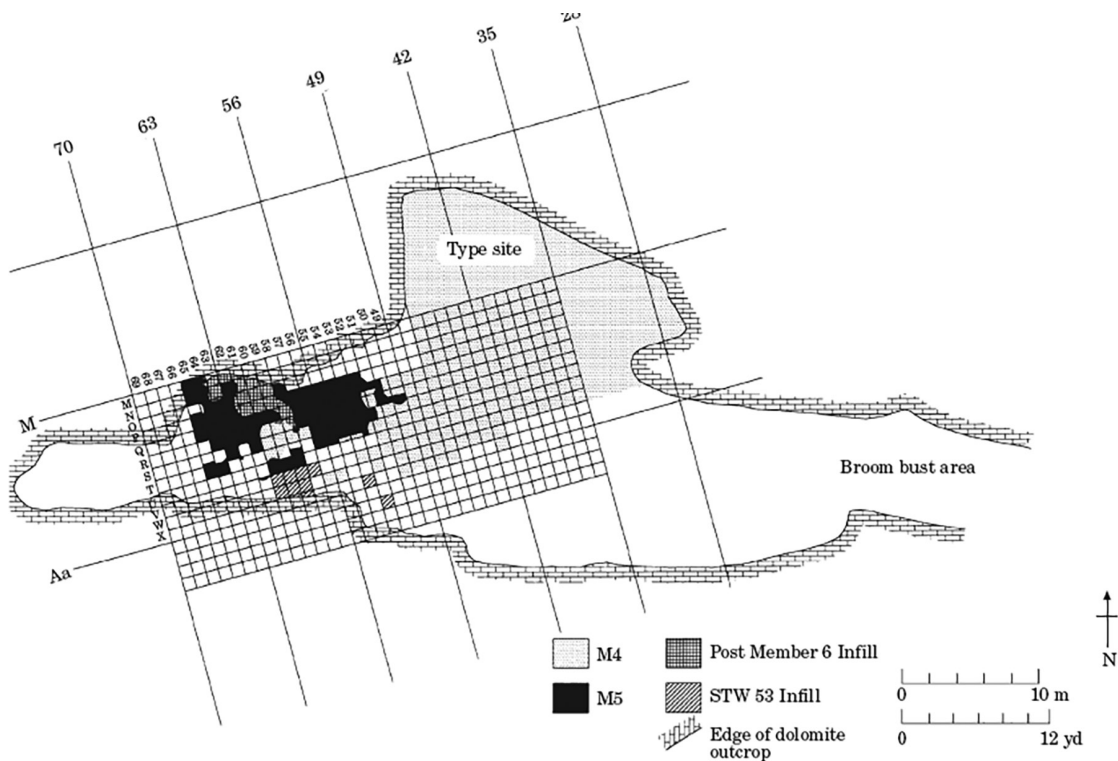 28
35
42
49
56
63
70
Type site
69 68 67 66 65 64 63 62 61 60 59 58 57 56 55 54 53 52 51 50 49
M
M
N
O
P
Q
R
S
T
V
W
X
Aa
Broom bust area
M4
M5
Post Member 6 Infill
STW 53 Infill
Edge of dolomite
outcrop
0 10 m
0 12 yd
N